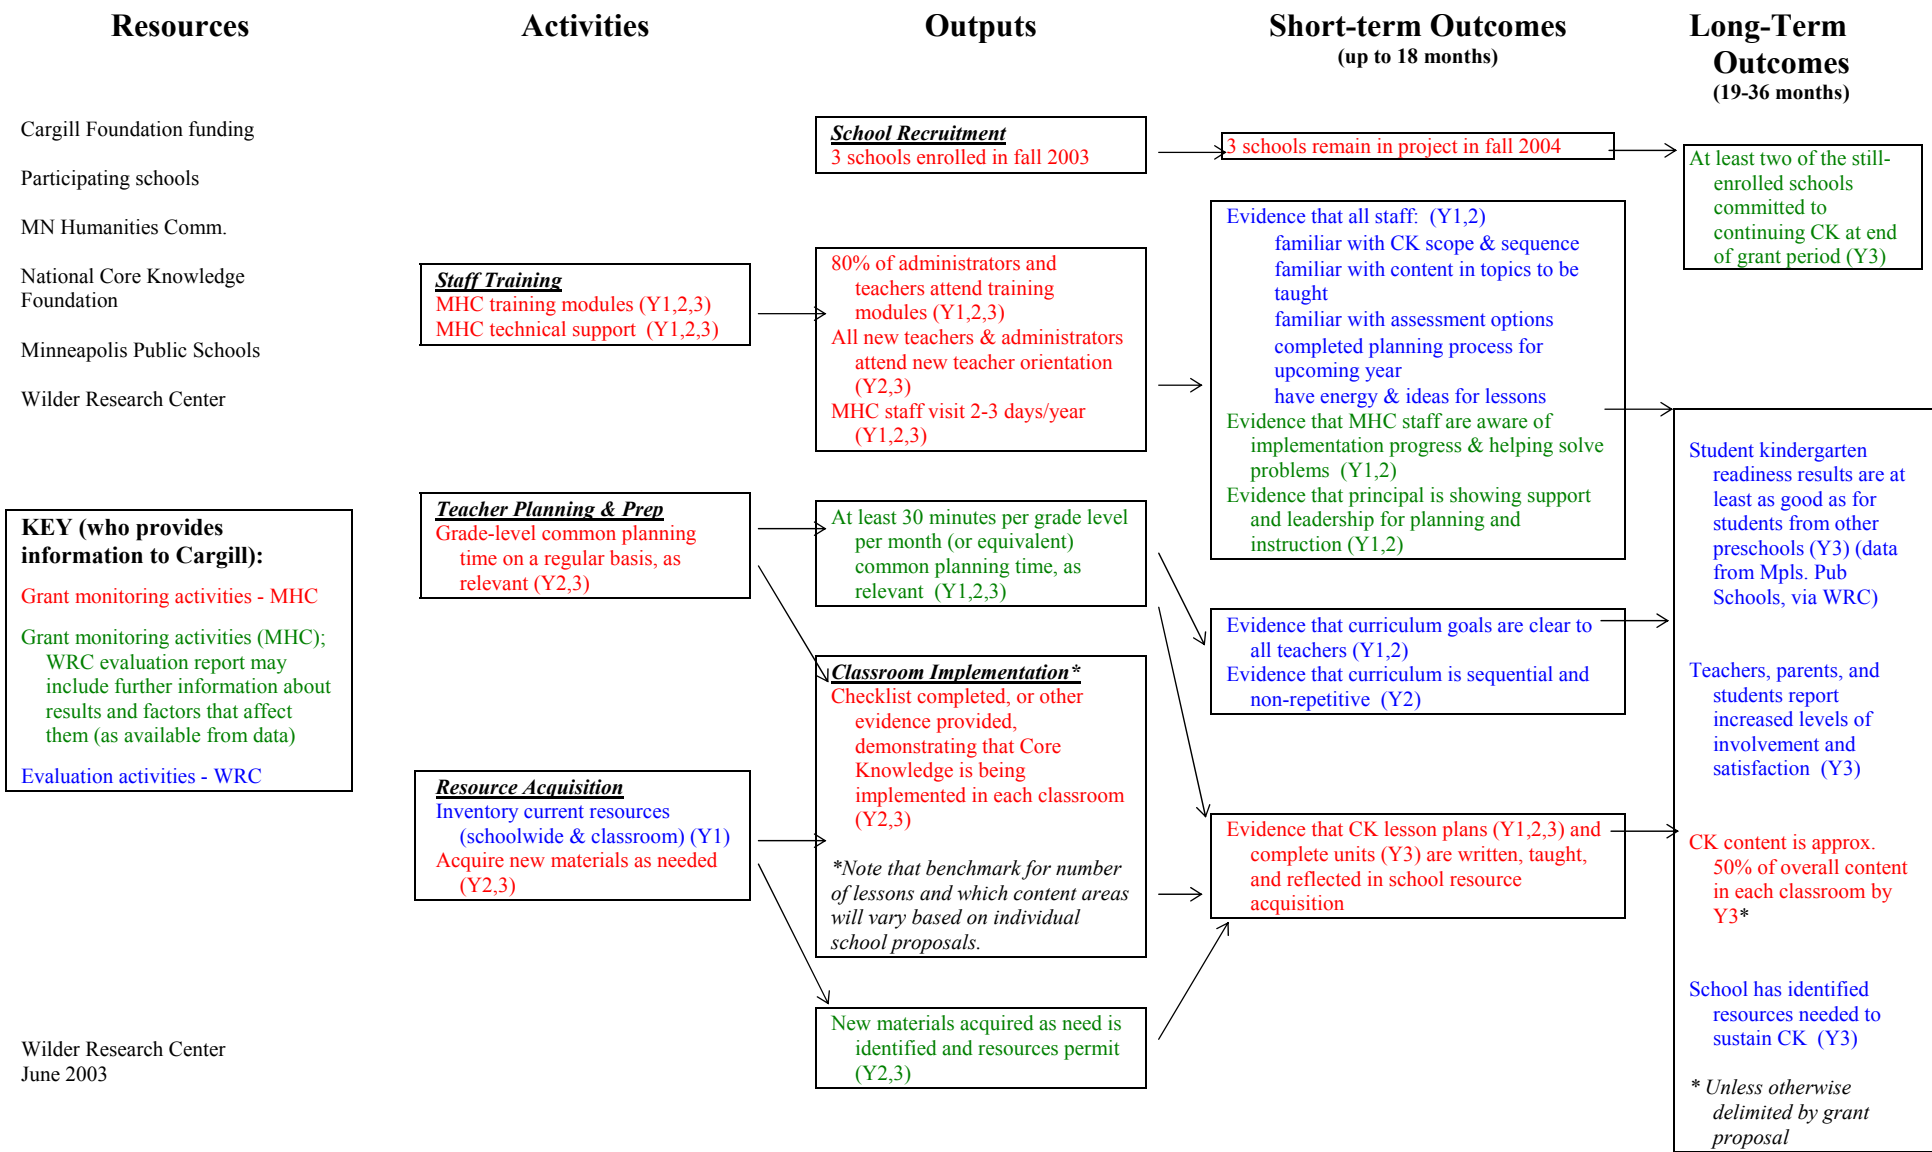 Resources
Activities
Outputs
Short-term Outcomes
(up to 18 months)
Long-Term
Outcomes
(19-36 months)
Cargill Foundation funding
Participating schools
MN Humanities Comm.
National Core Knowledge
Foundation
Minneapolis Public Schools
Wilder Research Center
KEY (who provides
information to Cargill):
Grant monitoring activities - MHC
Grant monitoring activities (MHC);
WRC evaluation report may
include further information about
results and factors that affect
them (as available from data)
Evaluation activities - WRC
Wilder Research Center
June 2003
Staff Training
MHC training modules (Y1,2,3)
MHC technical support (Y1,2,3)
Teacher Planning & Prep
Grade-level common planning
time on a regular basis, as
relevant (Y2,3)
Resource Acquisition
Inventory current resources
(schoolwide & classroom) (Y1)
Acquire new materials as needed
(Y2,3)
School Recruitment
3 schools enrolled in fall 2003
80% of administrators and
teachers attend training
modules (Y1,2,3)
All new teachers & administrators
attend new teacher orientation
(Y2,3)
MHC staff visit 2-3 days/year
(Y1,2,3)
At least 30 minutes per grade level
per month (or equivalent)
common planning time, as
relevant (Y1,2,3)
Classroom Implementation*
Checklist completed, or other
evidence provided,
demonstrating that Core
Knowledge is being
implemented in each classroom
(Y2,3)
*Note that benchmark for number
of lessons and which content areas
will vary based on individual
school proposals.
New materials acquired as need is
identified and resources permit
(Y2,3)
3 schools remain in project in fall 2004
Evidence that all staff: (Y1,2)
familiar with CK scope & sequence
familiar with content in topics to be
taught
familiar with assessment options
completed planning process for
upcoming year
have energy & ideas for lessons
Evidence that MHC staff are aware of
implementation progress & helping solve
problems (Y1,2)
Evidence that principal is showing support
and leadership for planning and
instruction (Y1,2)
Evidence that curriculum goals are clear to
all teachers (Y1,2)
Evidence that curriculum is sequential and
non-repetitive (Y2)
Evidence that CK lesson plans (Y1,2,3) and
complete units (Y3) are written, taught,
and reflected in school resource
acquisition
At least two of the still-
enrolled schools
committed to
continuing CK at end
of grant period (Y3)
Student kindergarten
readiness results are at
least as good as for
students from other
preschools (Y3) (data
from Mpls. Pub
Schools, via WRC)
Teachers, parents, and
students report
increased levels of
involvement and
satisfaction (Y3)
CK content is approx.
50% of overall content
in each classroom by
Y3*
School has identified
resources needed to
sustain CK (Y3)
* Unless otherwise
delimited by grant
proposal